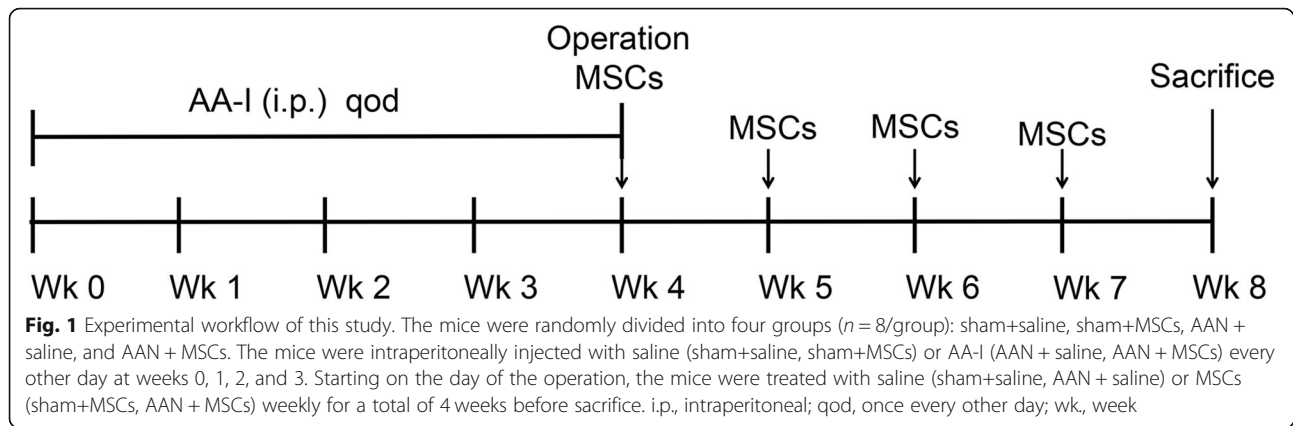 Operation
MSCs
Sacrifice
AA-I (i.p.) qod
MSCs MSCs MSCs
Wk 0 Wk 1 Wk 2 Wk 3 Wk 4 Wk 5 Wk 6 Wk 7 Wk 8
Fig. 1 Experimental workflow of this study. The mice were randomly divided into four groups (n = 8/group): sham+saline, sham+MSCs, AAN +
saline, and AAN + MSCs. The mice were intraperitoneally injected with saline (sham+saline, sham+MSCs) or AA-I (AAN + saline, AAN + MSCs) every
other day at weeks 0, 1, 2, and 3. Starting on the day of the operation, the mice were treated with saline (sham+saline, AAN + saline) or MSCs
(sham+MSCs, AAN + MSCs) weekly for a total of 4 weeks before sacrifice. i.p., intraperitoneal; qod, once every other day; wk., week